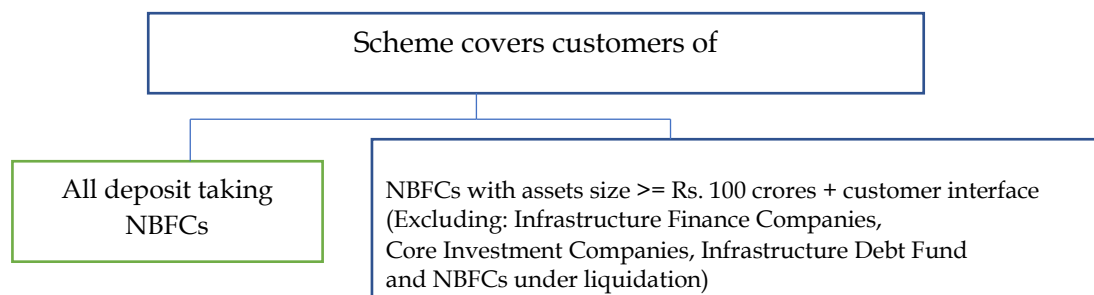 Scheme covers customers of
All deposit taking
NBFCs
NBFCs with assets size >= Rs. 100 crores + customer interface
(Excluding: Infrastructure Finance Companies,
Core Investment Companies, Infrastructure Debt Fund
and NBFCs under liquidation)